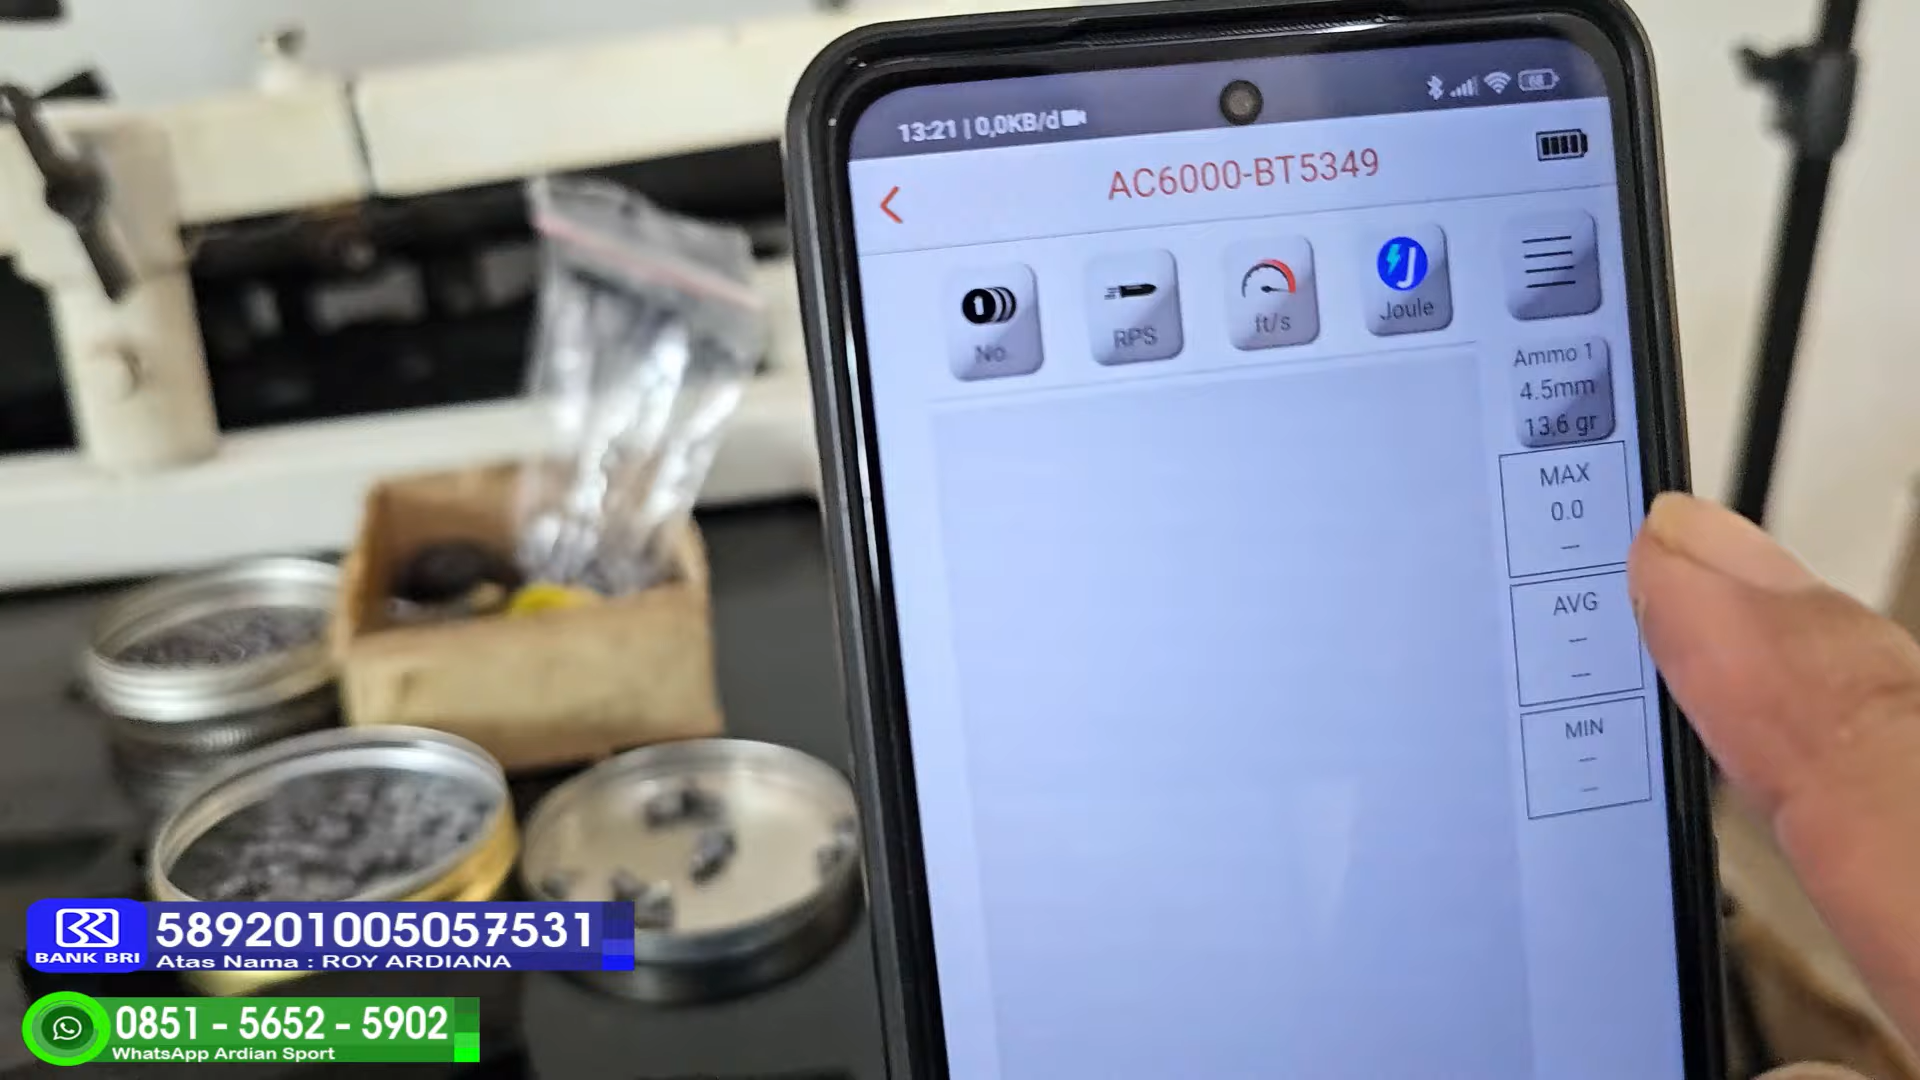 13:21 | 0,0KB/d
68
AC6000-BT5349
No.
RPS
ft/s
J
Joule
Ammo 1
4.5mm
13,6 gr
MAX
0.0
–
AVG
–
–
MIN
–
–
BANK BRI
589201005057531
Atas Nama : ROY ARDIANA
0851 - 5652 - 5902
WhatsApp Ardian Sport